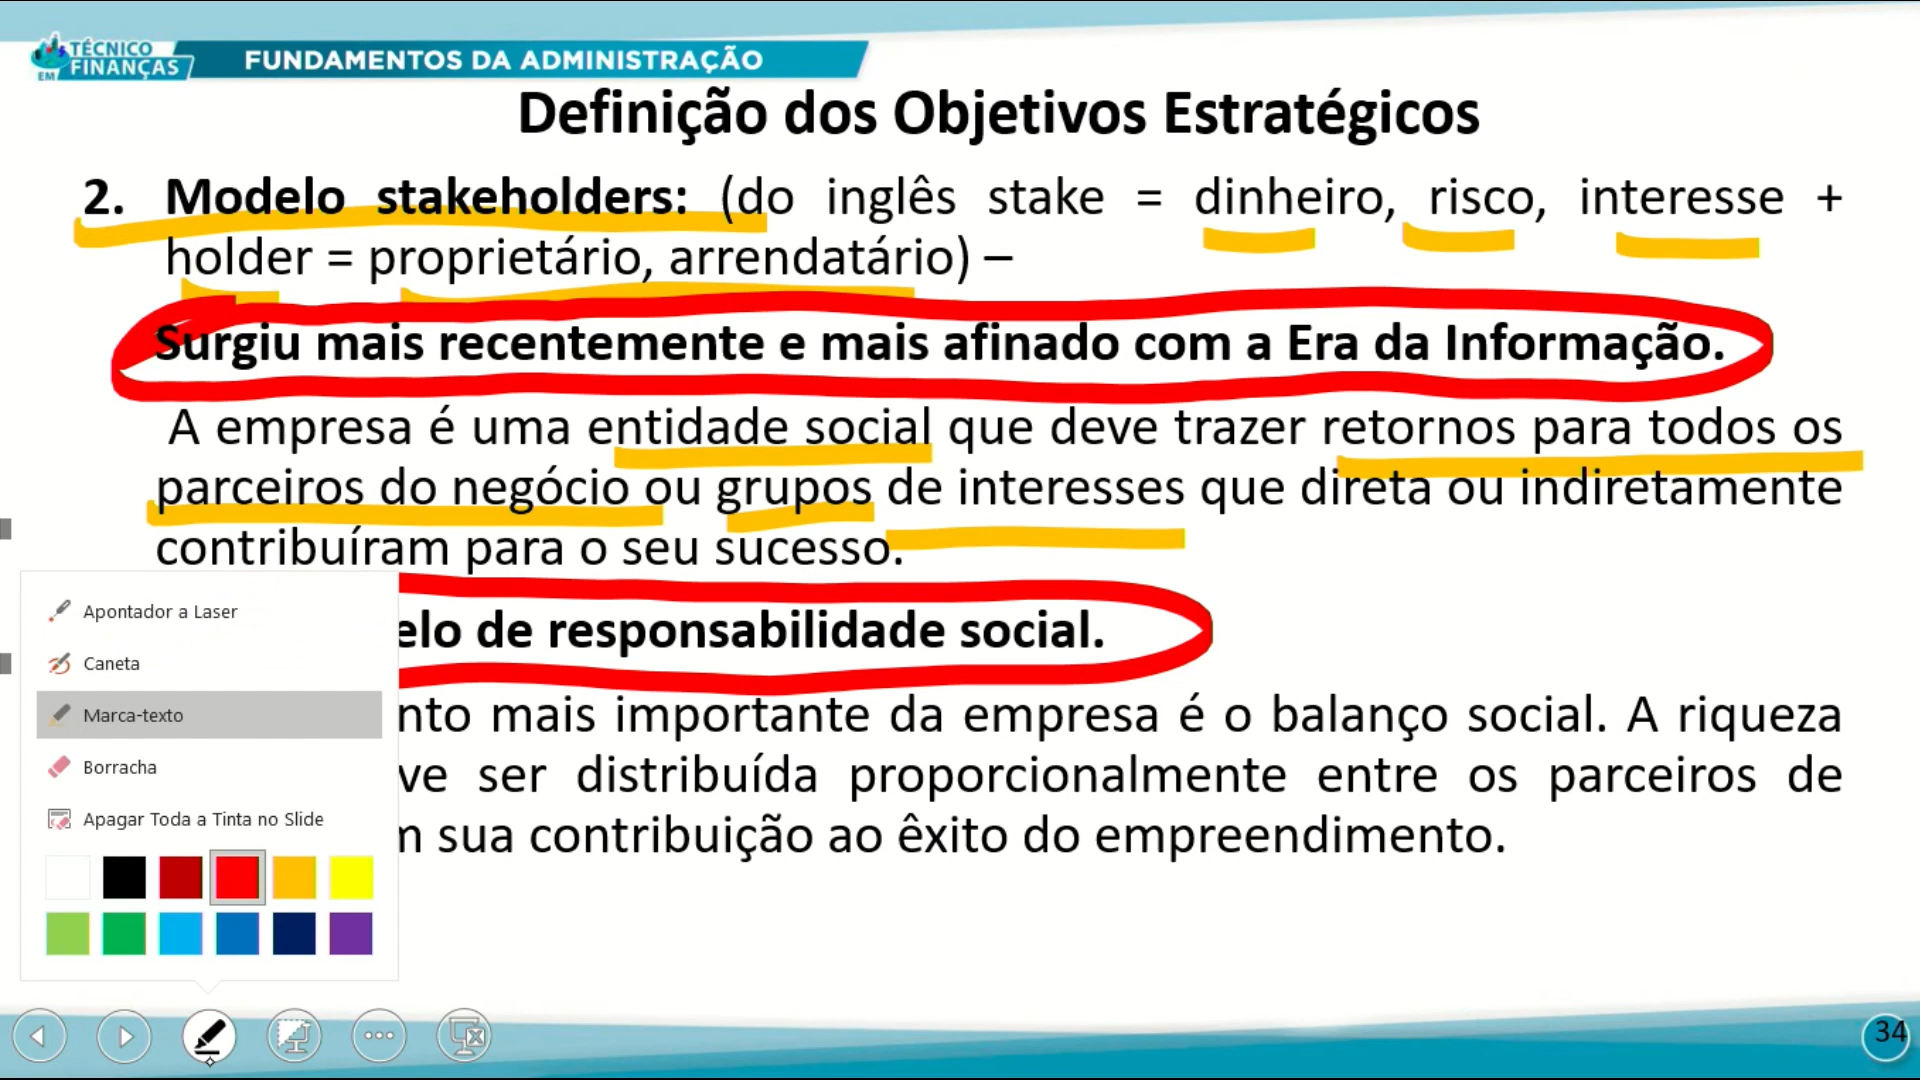 TÉCNICO
EM FINANÇAS
FUNDAMENTOS DA ADMINISTRAÇÃO
Definição dos Objetivos Estratégicos
2. Modelo stakeholders: (do inglês stake = dinheiro, risco, interesse +
holder = proprietário, arrendatário) –
Surgiu mais recentemente e mais afinado com a Era da Informação.
A empresa é uma entidade social que deve trazer retornos para todos os
parceiros do negócio ou grupos de interesses que direta ou indiretamente
contribuíram para o seu sucesso.
elo de responsabilidade social.
nto mais importante da empresa é o balanço social. A riqueza
ve ser distribuída proporcionalmente entre os parceiros de
sua contribuição ao êxito do empreendimento.
Apontador a Laser
Caneta
Marca-texto
Borracha
Apagar Toda a Tinta no Slide
34